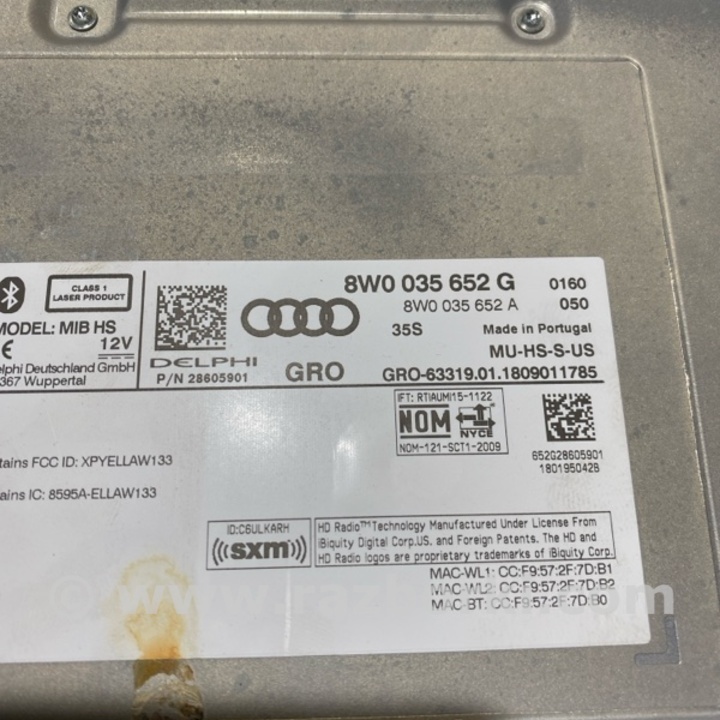 CLASS 1
LASER PRODUCT
MODEL: MIB HS
12V
elphi Deutschland GmbH
367 Wuppertal
DELPHI
P/N 28605901
GRO
8W0 035 652 G 0160
8W0 035 652 A 050
35S Made in Portugal
MU-HS-S-US
GRO-63319.01.1809011785
IFT: RTIAUMI15-1122
NOM
NYCE
NOM-121-SCT1-2009
652G28605901
1801950428
tains FCC ID: XPYELLAW133
ains IC: 8595A-ELLAW133
ID:C6ULKARH
((((sxm))))
HD Radio™Technology Manufactured Under License From
iBiquity Digital Corp.US. and Foreign Patents. The HD and
HD Radio logos are proprietary trademarks of iBiquity Corp.
MAC-WL1: CC:F9:57:2F:7D:B1
MAC-WL2: CC:F9:57:2F:7D:B2
MAC-BT: CC:F9:57:2F:7D:B0